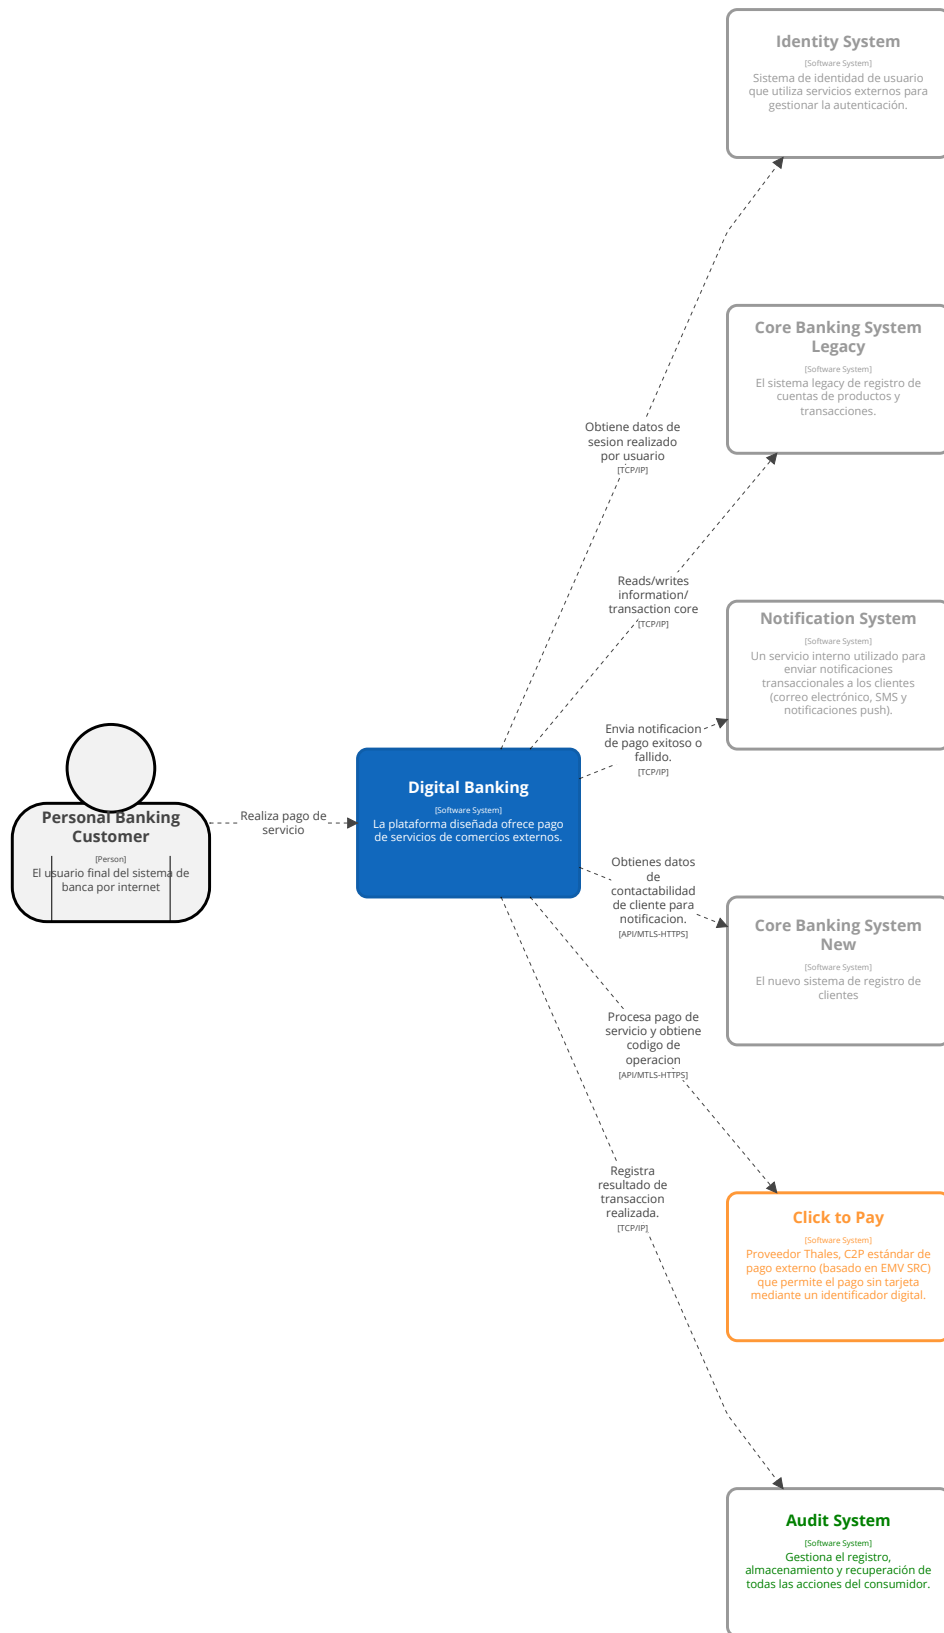 Identity System
[Software System]
Sistema de identidad de usuario
que utiliza servicios externos para
gestionar la autenticación.
Core Banking System
Legacy
[Software System]
El sistema legacy de registro de
cuentas de productos y
transacciones.
Obtiene datos de
sesion realizado
por usuario
[TCP/IP]
Reads/writes
information/
transaction core
[TCP/IP]
Notification System
[Software System]
Un servicio interno utilizado para
enviar notificaciones
transaccionales a los clientes
(correo electrónico, SMS y
notificaciones push).
Envia notificacion
de pago exitoso o
fallido.
[TCP/IP]
Personal Banking
Customer
[Person]
El usuario final del sistema de
banca por internet
Realiza pago de
servicio
Digital Banking
[Software System]
La plataforma diseñada ofrece pago
de servicios de comercios externos.
Obtienes datos
de
contactabilidad
de cliente para
notificacion.
[API/MTLS-HTTPS]
Core Banking System
New
[Software System]
El nuevo sistema de registro de
clientes
Procesa pago de
servicio y obtiene
codigo de
operacion
[API/MTLS-HTTPS]
Registra
resultado de
transaccion
realizada.
[TCP/IP]
Click to Pay
[Software System]
Proveedor Thales, C2P estándar de
pago externo (basado en EMV SRC)
que permite el pago sin tarjeta
mediante un identificador digital.
Audit System
[Software System]
Gestiona el registro,
almacenamiento y recuperación de
todas las acciones del consumidor.